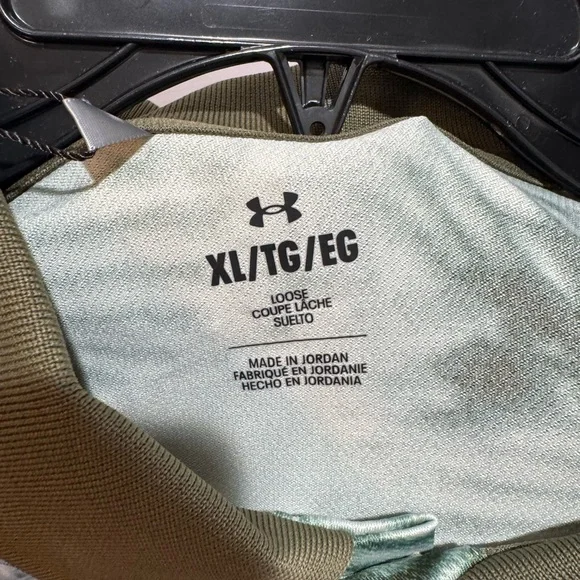 XL/TG/EG
LOOSE
COUPE LÂCHE
SUELTO
MADE IN JORDAN
FABRIQUÉ EN JORDANIE
HECHO EN JORDANIA